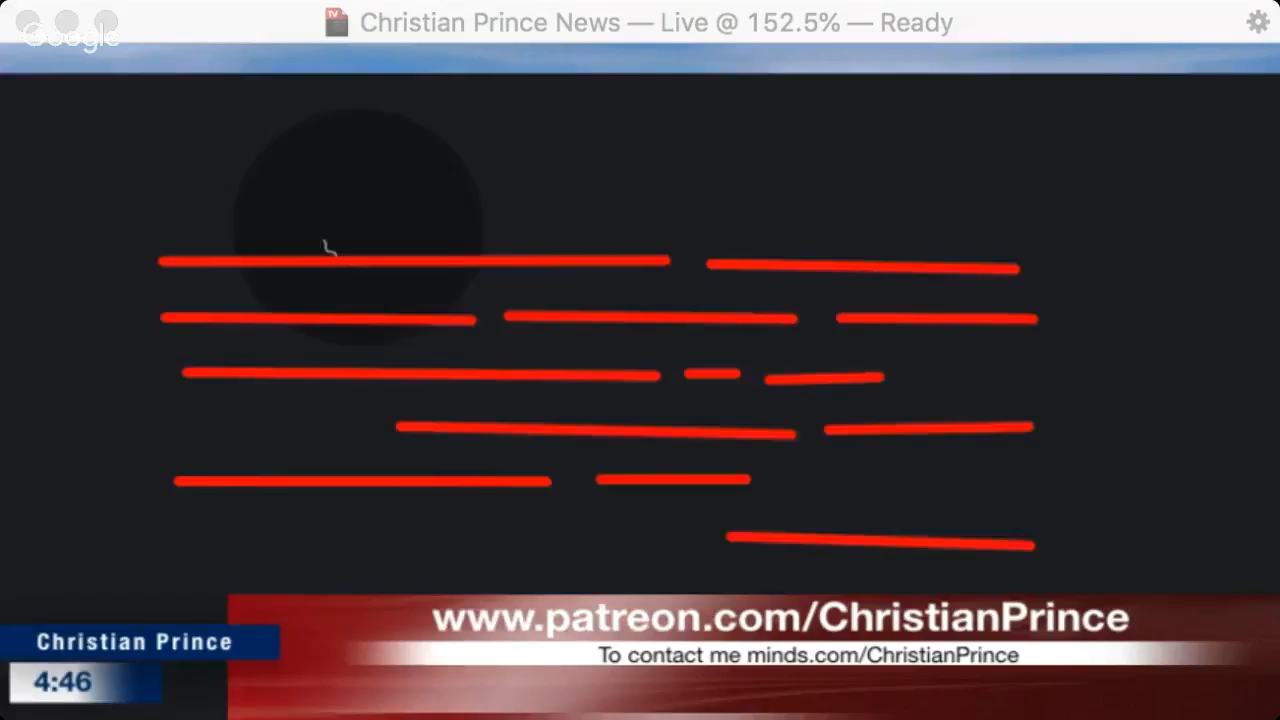 Christian Prince News — Live @ 152.5% — Ready
Google
www.patreon.com/ChristianPrince
To contact me minds.com/ChristianPrince
Christian Prince
4:46